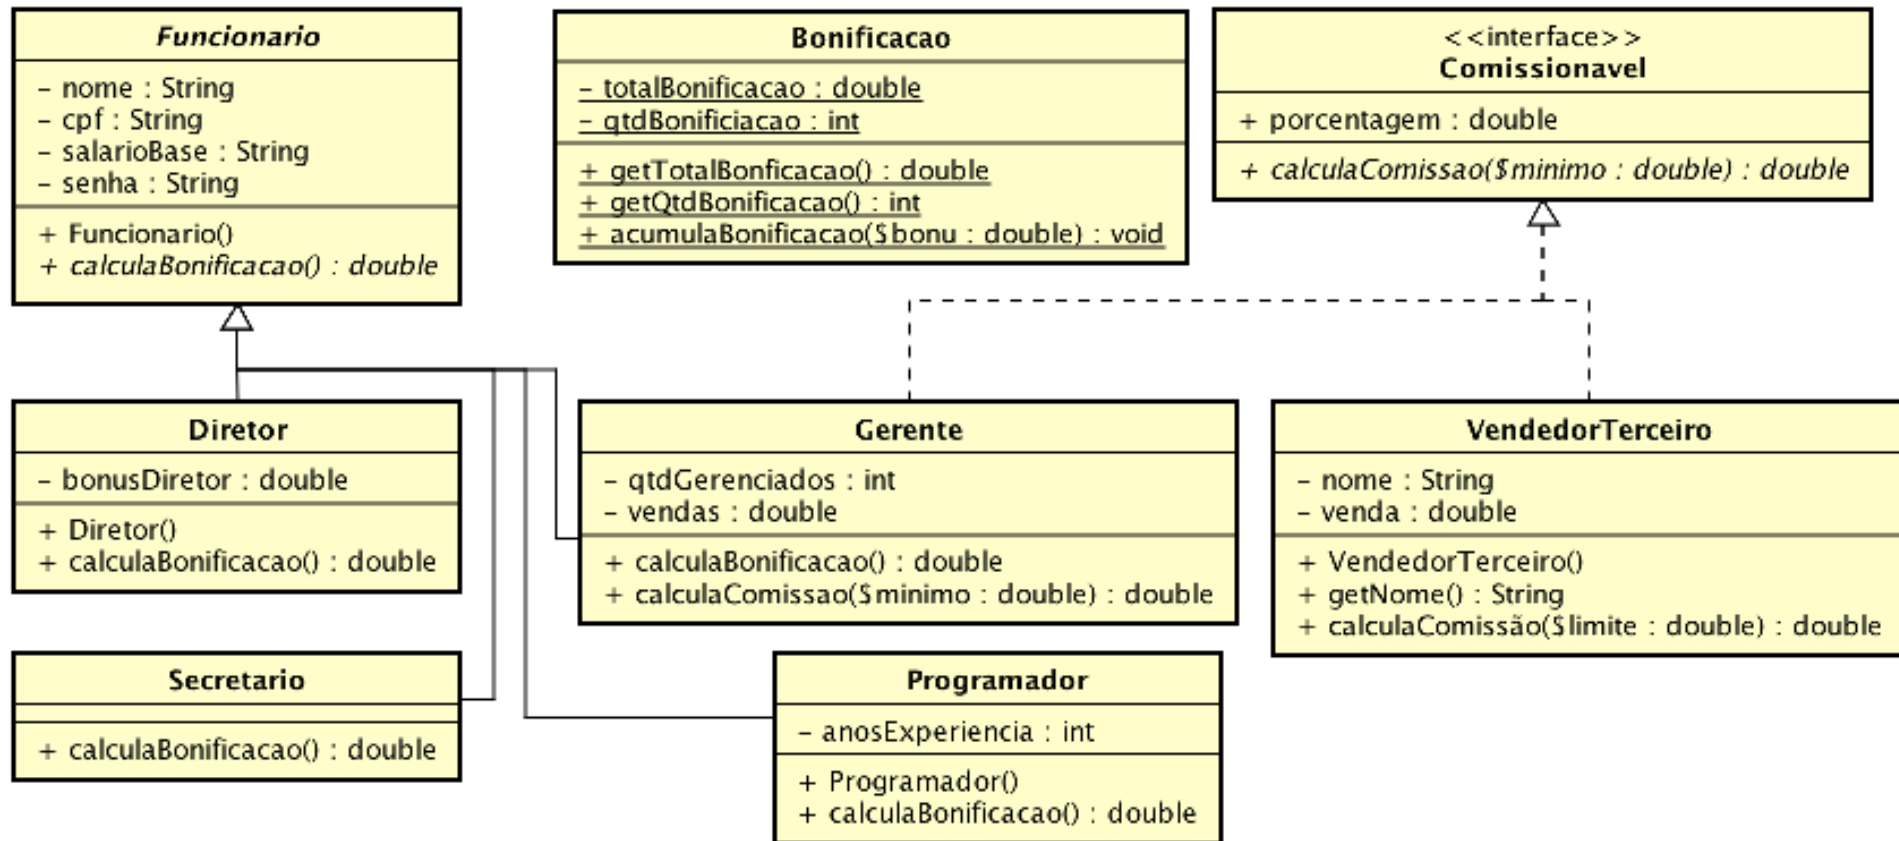 Funcionario
- nome : String
- cpf : String
- salarioBase : String
- senha : String
+ Funcionario()
+ calculaBonificacao() : double
Bonificacao
- totalBonificacao : double
- qtdBonificiacao : int
+ getTotalBonficacao() : double
+ getQtdBonificacao() : int
+ acumulaBonificacao($bonu : double) : void
<<interface>>
Comissionavel
+ porcentagem : double
+ calculaComissao($minimo : double) : double
Diretor
- bonusDiretor : double
+ Diretor()
+ calculaBonificacao() : double
Gerente
- qtdGerenciados : int
- vendas : double
+ calculaBonificacao() : double
+ calculaComissao($minimo : double) : double
VendedorTerceiro
- nome : String
- venda : double
+ VendedorTerceiro()
+ getNome() : String
+ calculaComissão($limite : double) : double
Secretario
+ calculaBonificacao() : double
Programador
- anosExperiencia : int
+ Programador()
+ calculaBonificacao() : double